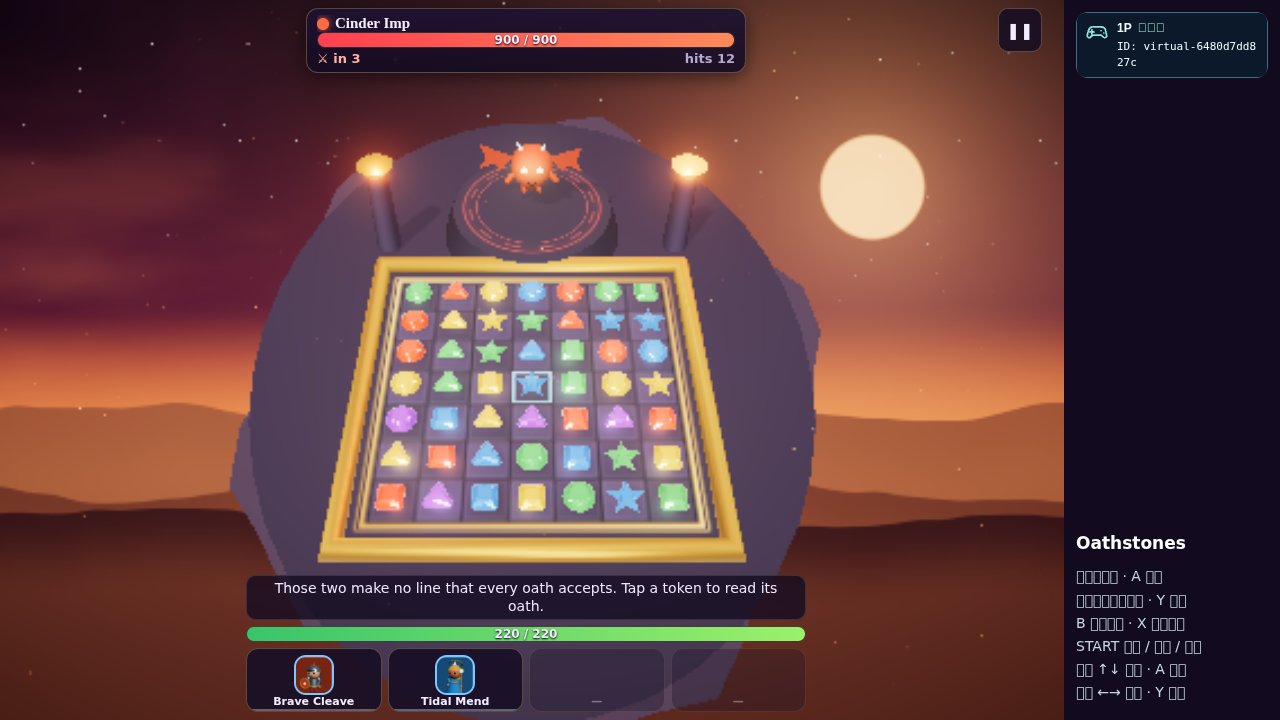 Cinder Imp
900 / 900
⚔ in 3
hits 12
Those two make no line that every oath accepts. Tap a token to read its
oath.
220 / 220
Brave Cleave
Tidal Mend
—
—
1P
ID: virtual-6480d7dd8
27c
Oathstones
· A
· Y
B · X
START / /
↑↓ · A
←→ · Y